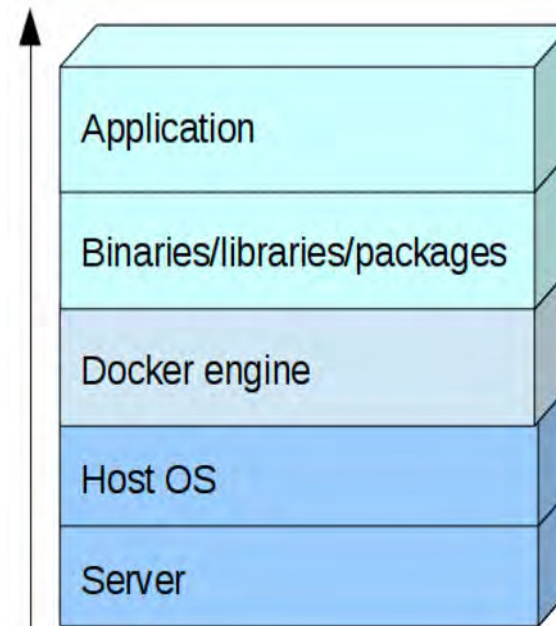 Application
Binaries/libraries/packages
Docker engine
Host OS
Server